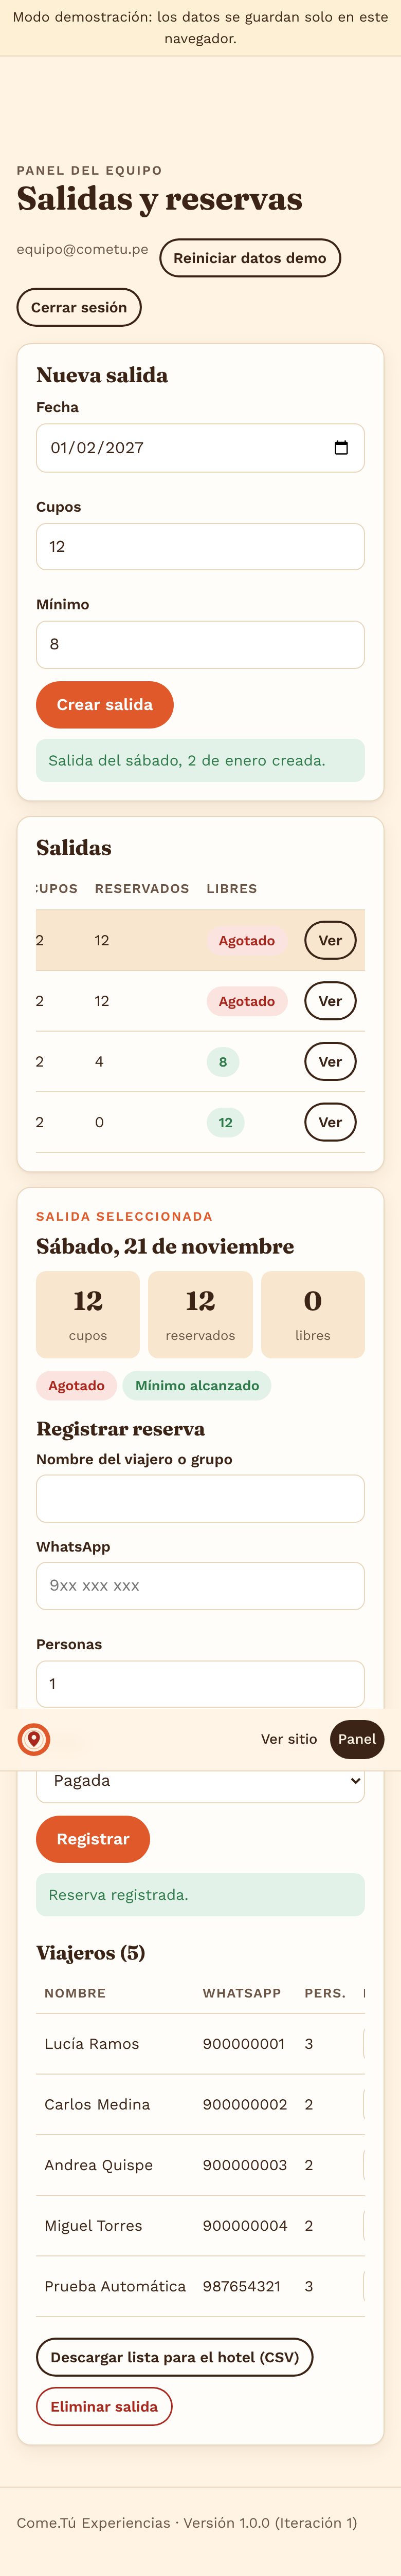 Modo demostración: los datos se guardan solo en este
navegador.
PANEL DEL EQUIPO
Salidas y reservas
equipo@cometu.pe Reiniciar datos demo
Cerrar sesión
Nueva salida
Fecha
01/02/2027
Cupos
12
Mínimo
8
Crear salida
Salida del sábado, 2 de enero creada.
Salidas
CUPOS RESERVADOS LIBRES
2 12 Agotado Ver
2 12 Agotado Ver
2 4 8 Ver
2 0 12 Ver
SALIDA SELECCIONADA
Sábado, 21 de noviembre
12 12 0
cupos reservados libres
Agotado Mínimo alcanzado
Registrar reserva
Nombre del viajero o grupo
WhatsApp
9xx xxx xxx
Personas
1
Ver sitio Panel
Pagada
Registrar
Reserva registrada.
Viajeros (5)
NOMBRE WHATSAPP PERS.
Lucía Ramos 900000001 3
Carlos Medina 900000002 2
Andrea Quispe 900000003 2
Miguel Torres 900000004 2
Prueba Automática 987654321 3
Descargar lista para el hotel (CSV)
Eliminar salida
Come.Tú Experiencias · Versión 1.0.0 (Iteración 1)